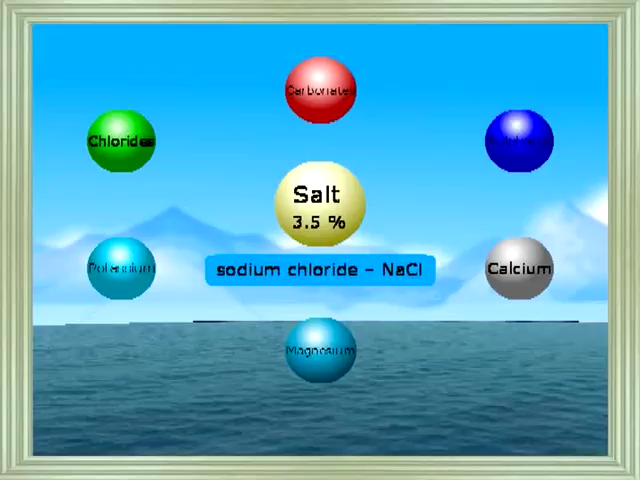 Carbonates
Chlorides
Salt
3.5 %
Potassium
sodium chloride – NaCl
Calcium
Magnesium